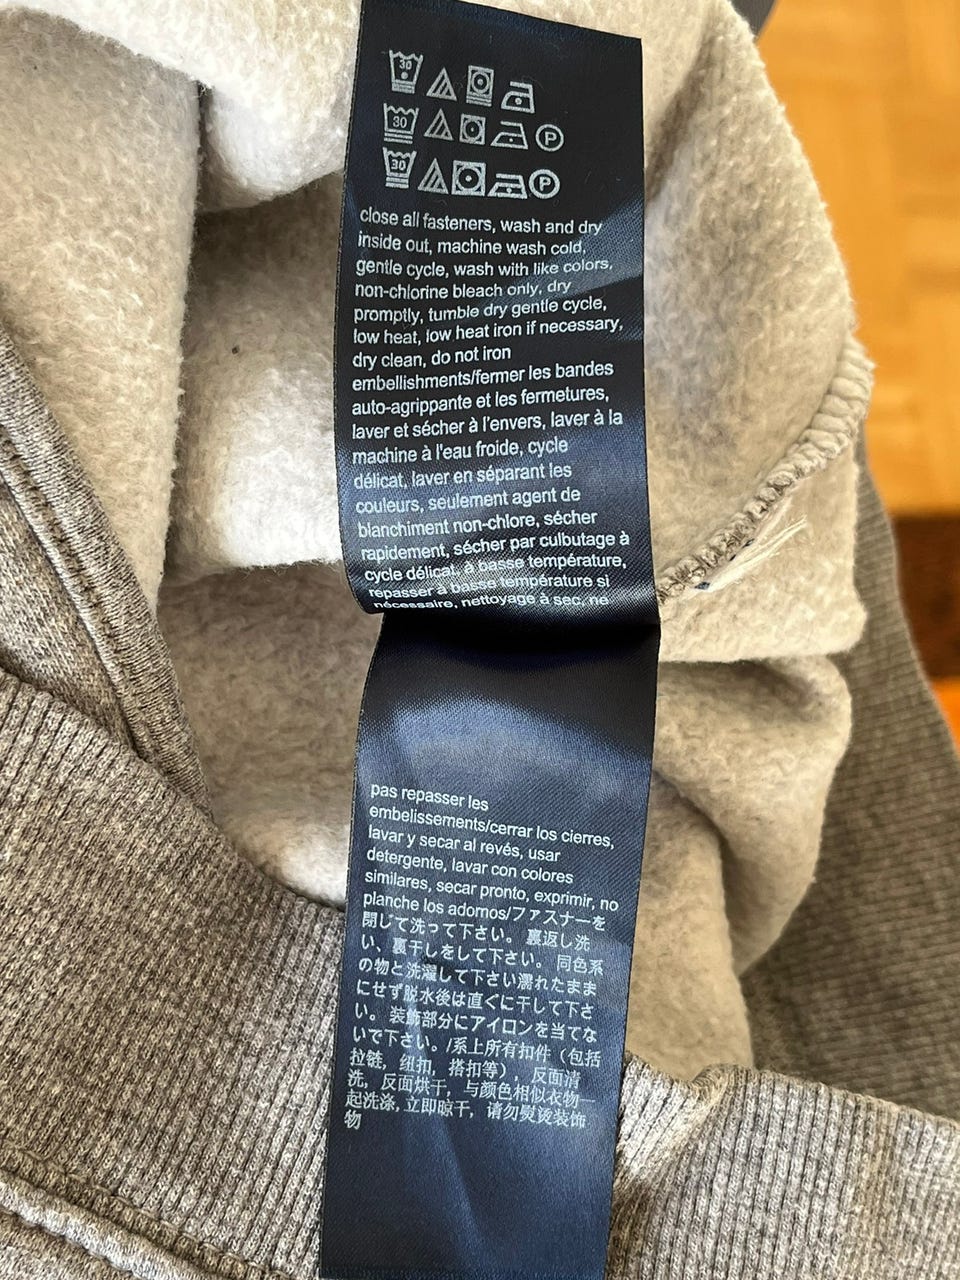 30
30 P
30 P
close all fasteners, wash and dry
inside out, machine wash cold,
gentle cycle, wash with like colors,
non-chlorine bleach only, dry
promptly, tumble dry gentle cycle,
low heat, low heat iron if necessary,
dry clean, do not iron
embellishments/fermer les bandes
auto-agrippante et les fermetures,
laver et sécher à l'envers, laver à la
machine à l'eau froide, cycle
délicat, laver en séparant les
couleurs, seulement agent de
blanchiment non-chlore, sécher
rapidement, sécher par culbutage à
cycle délicat, à basse température,
repasser à basse température si
nécessaire, nettoyage à sec, ne
pas repasser les
embelissements/cerrar los cierres,
lavar y secar al revés, usar
detergente, lavar con colores
similares, secar pronto, exprimir, no
planche los adornos/ファスナーを
閉じて洗って下さい。 裏返し洗
い、裏干しをして下さい。 同色系
の物と洗濯して下さい濡れたまま
にせず脱水後は直ぐに干して下さ
い。 装飾部分にアイロンを当てな
いで下さい。/系上所有扣件（包括
拉链，纽扣，搭扣等），反面清
洗，反面烘干，与颜色相似衣物一
起洗涤,立即晾干，请勿熨烫装饰
物